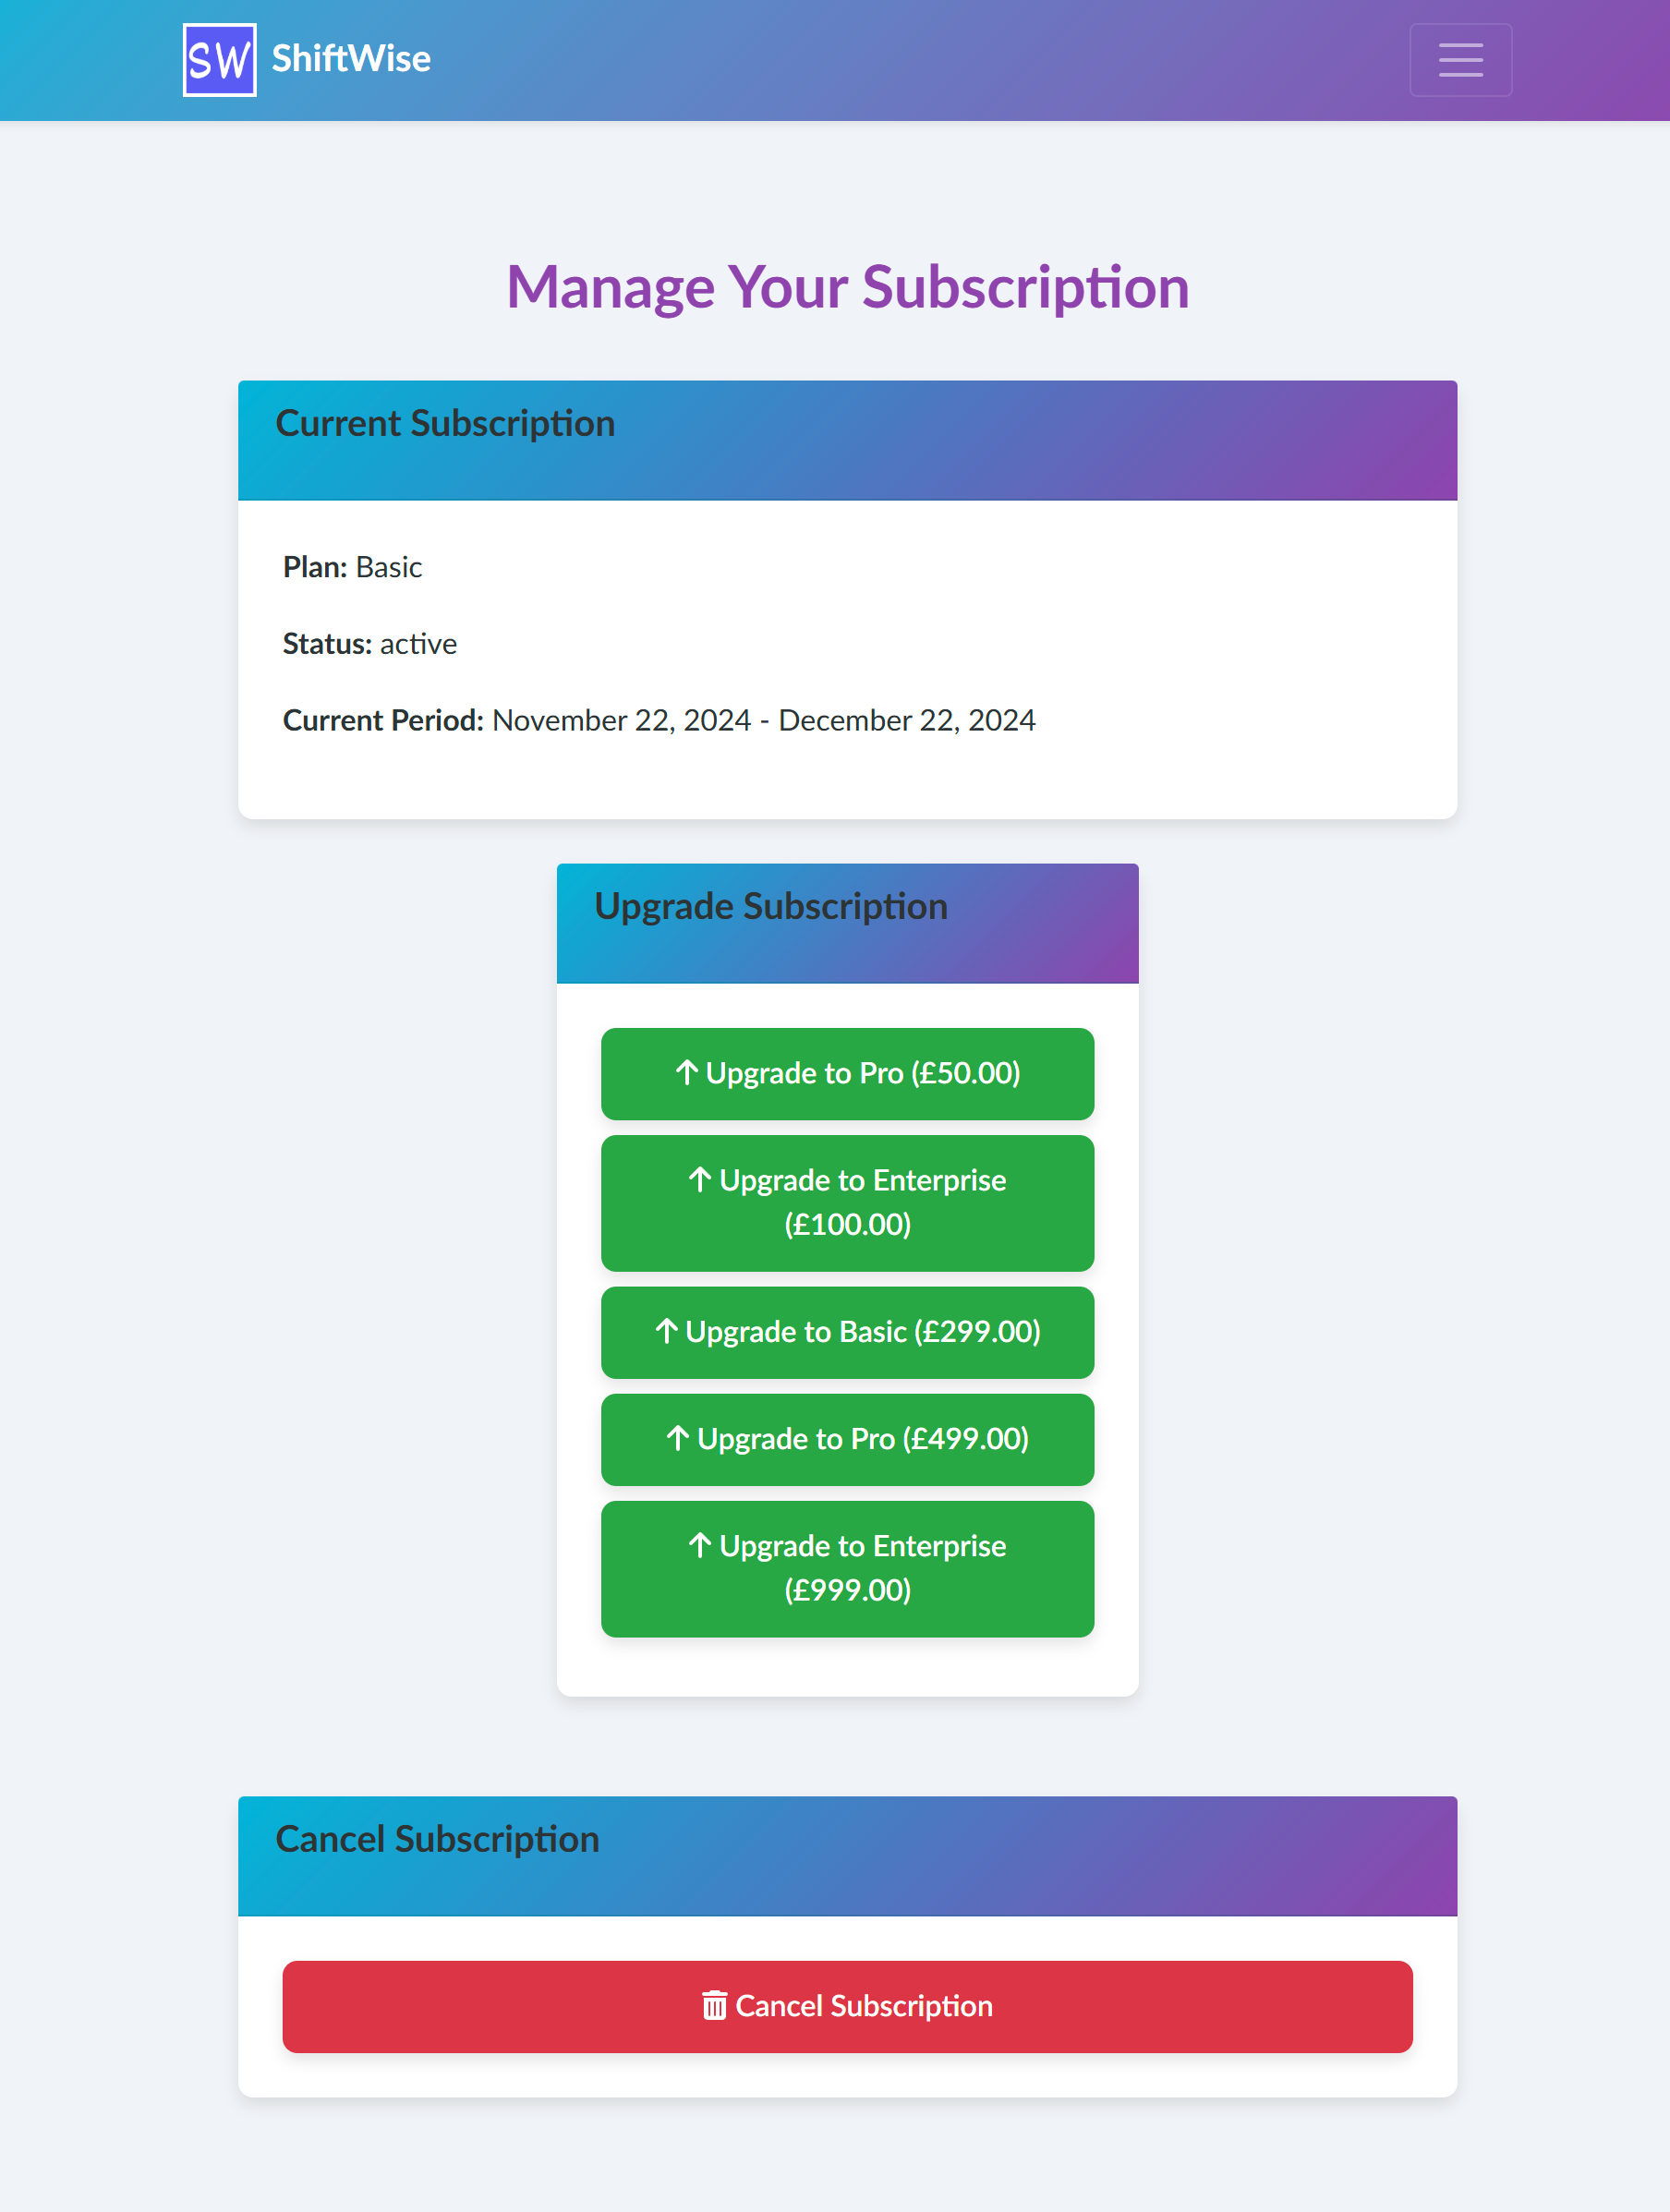 SW ShiftWise
Manage Your Subscription
Current Subscription
Plan: Basic
Status: active
Current Period: November 22, 2024 - December 22, 2024
Upgrade Subscription
Upgrade to Pro (£50.00)
Upgrade to Enterprise
(£100.00)
Upgrade to Basic (£299.00)
Upgrade to Pro (£499.00)
Upgrade to Enterprise
(£999.00)
Cancel Subscription
Cancel Subscription